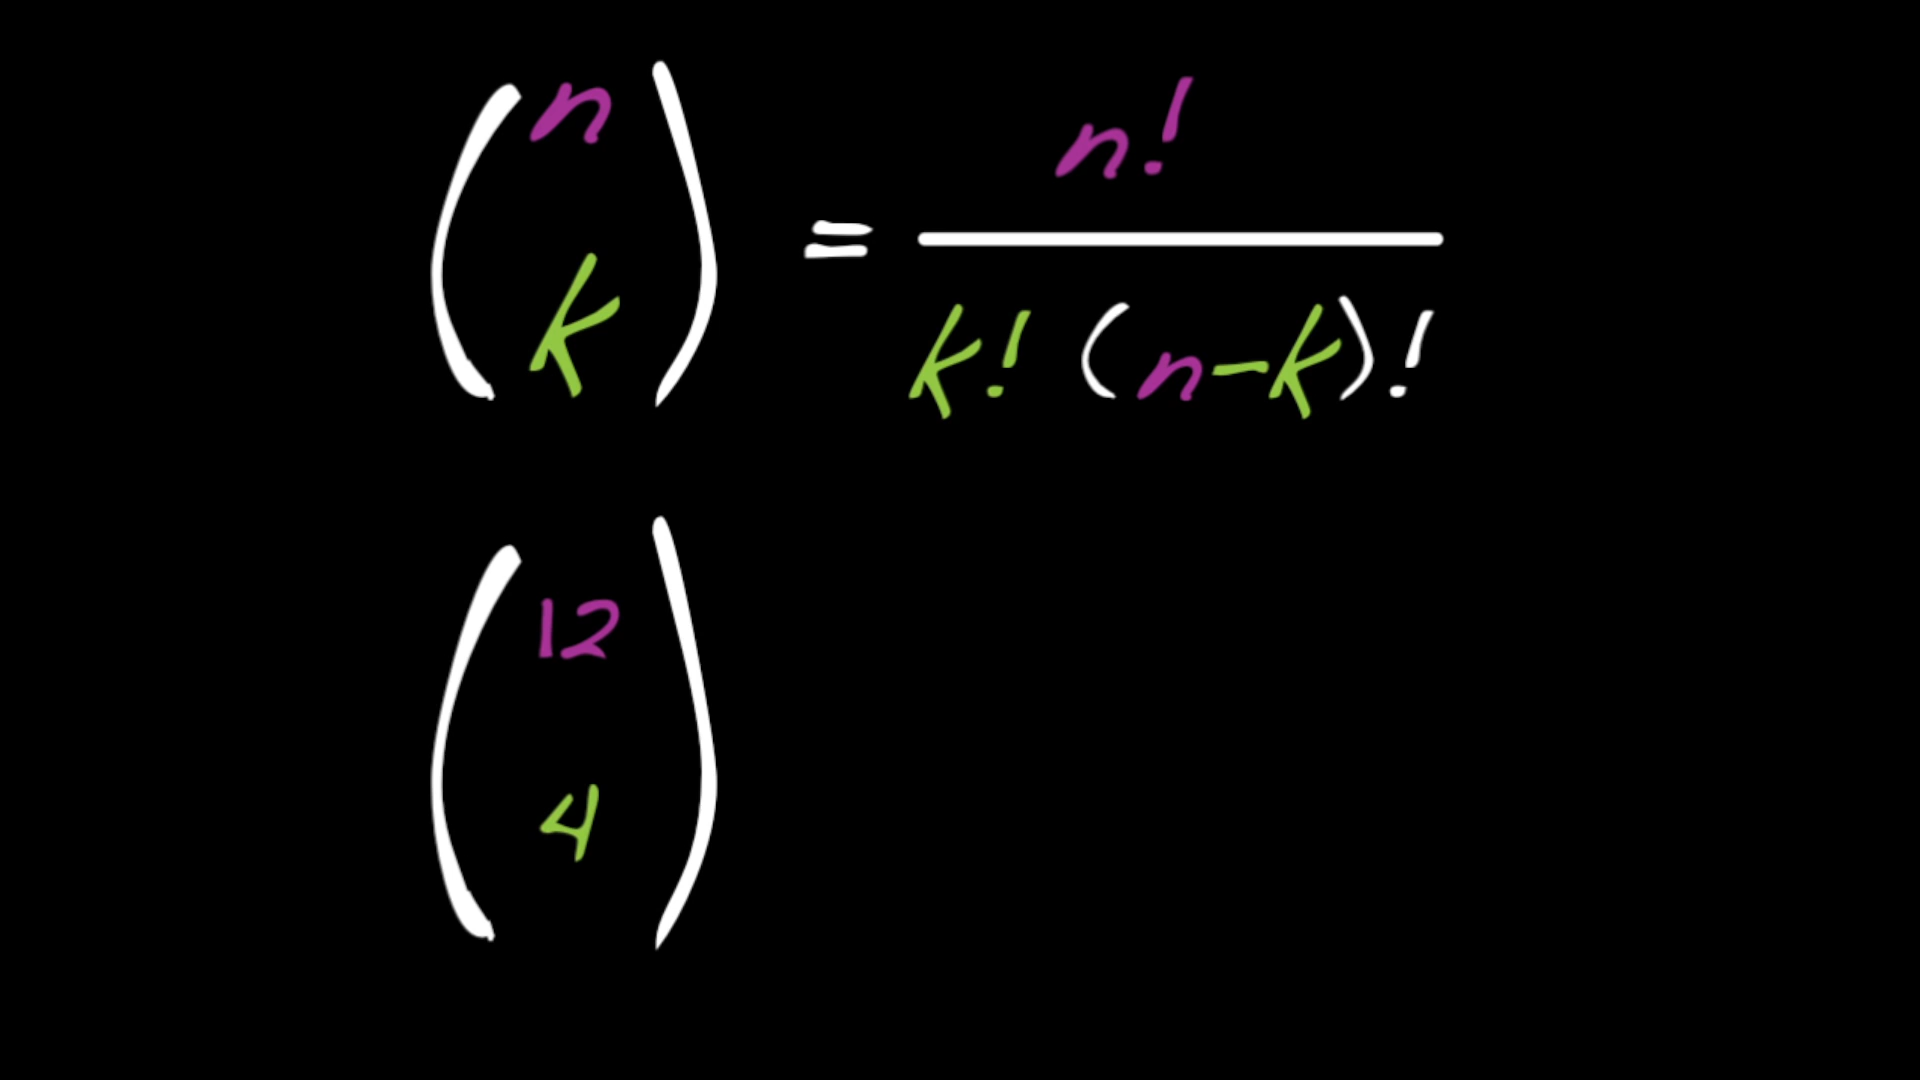 (n k) = n! / k! (n-k)!
(12 4)